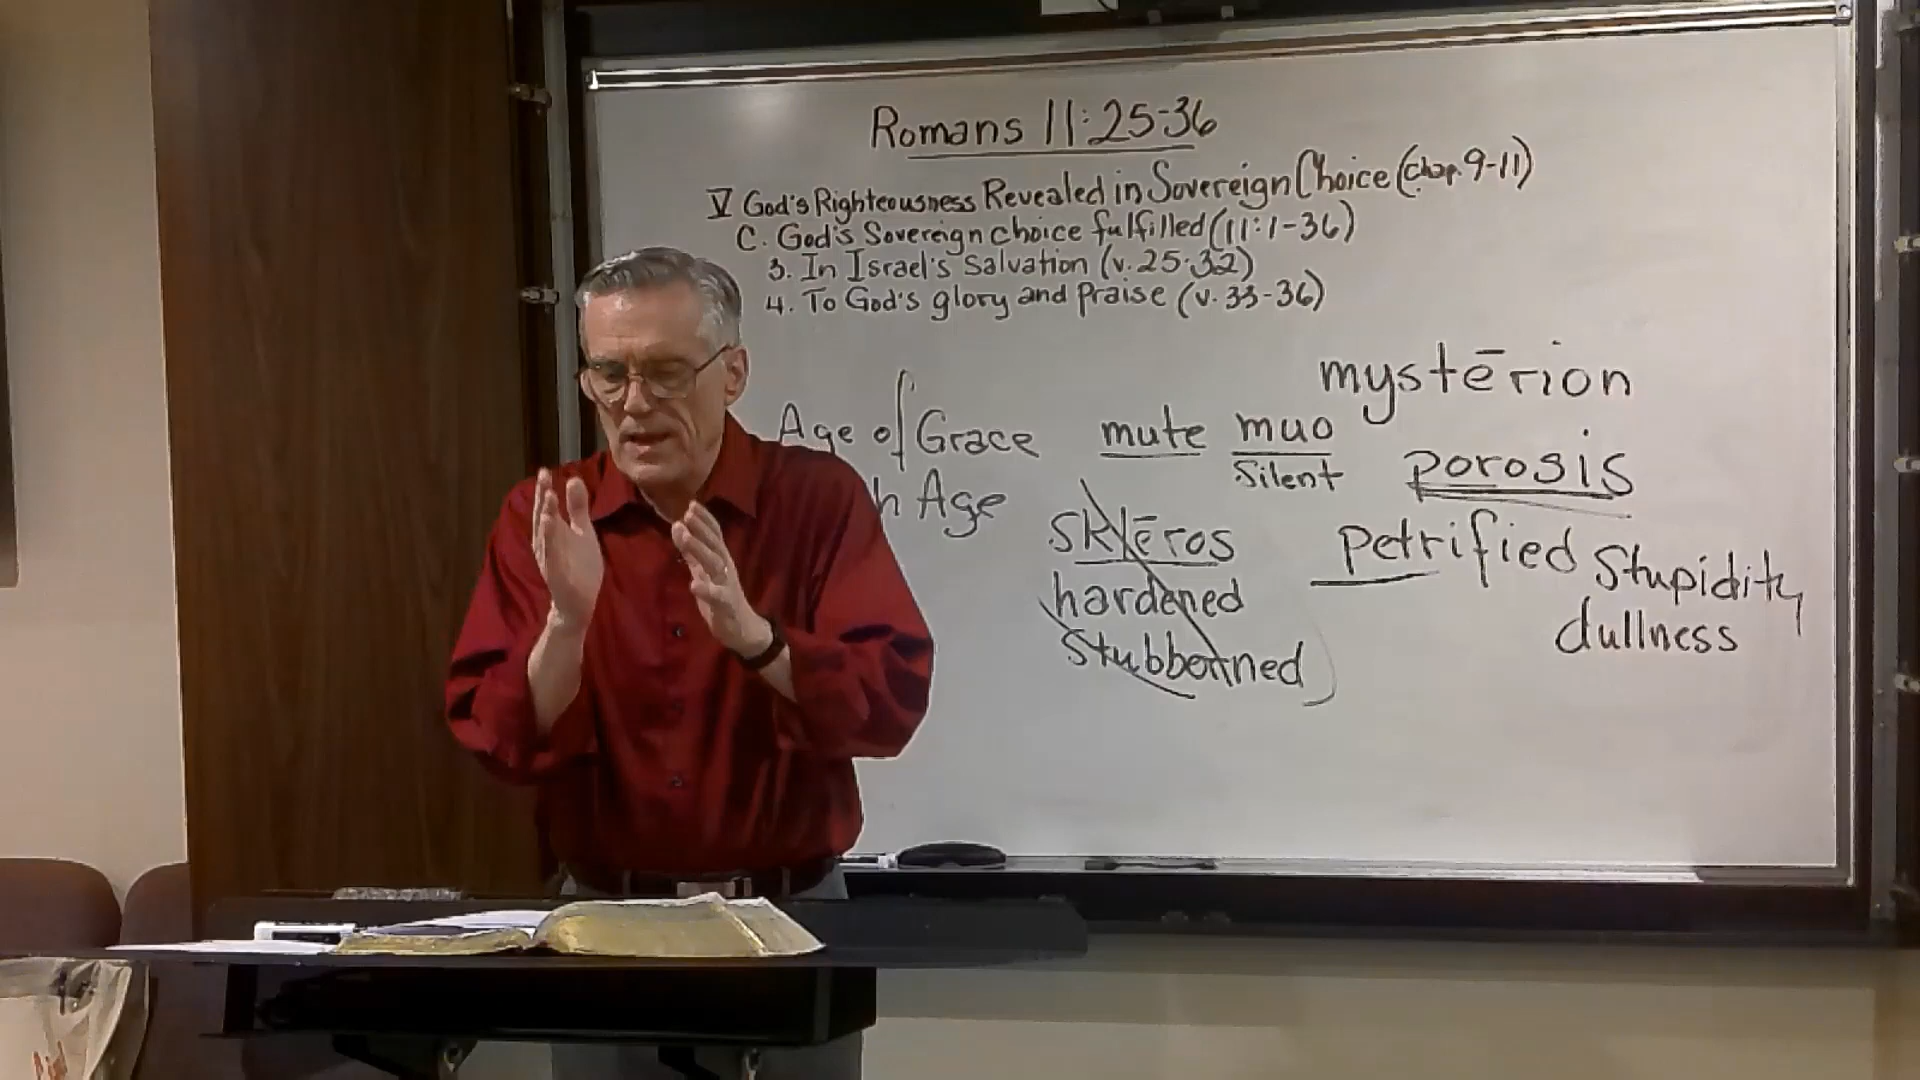 Romans 11:25-36
V God's Righteousness Revealed in Sovereign Choice (Chap. 9-11)
C. God's Sovereign choice fulfilled (11:1-36)
3. In Israel's Salvation (v. 25-32)
4. To God's glory and Praise (v. 33-36)
mystērion
Age of Grace mute muo
Silent porosis
h Age
sklēros petrified Stupidity
hardened dullness
Stubborned